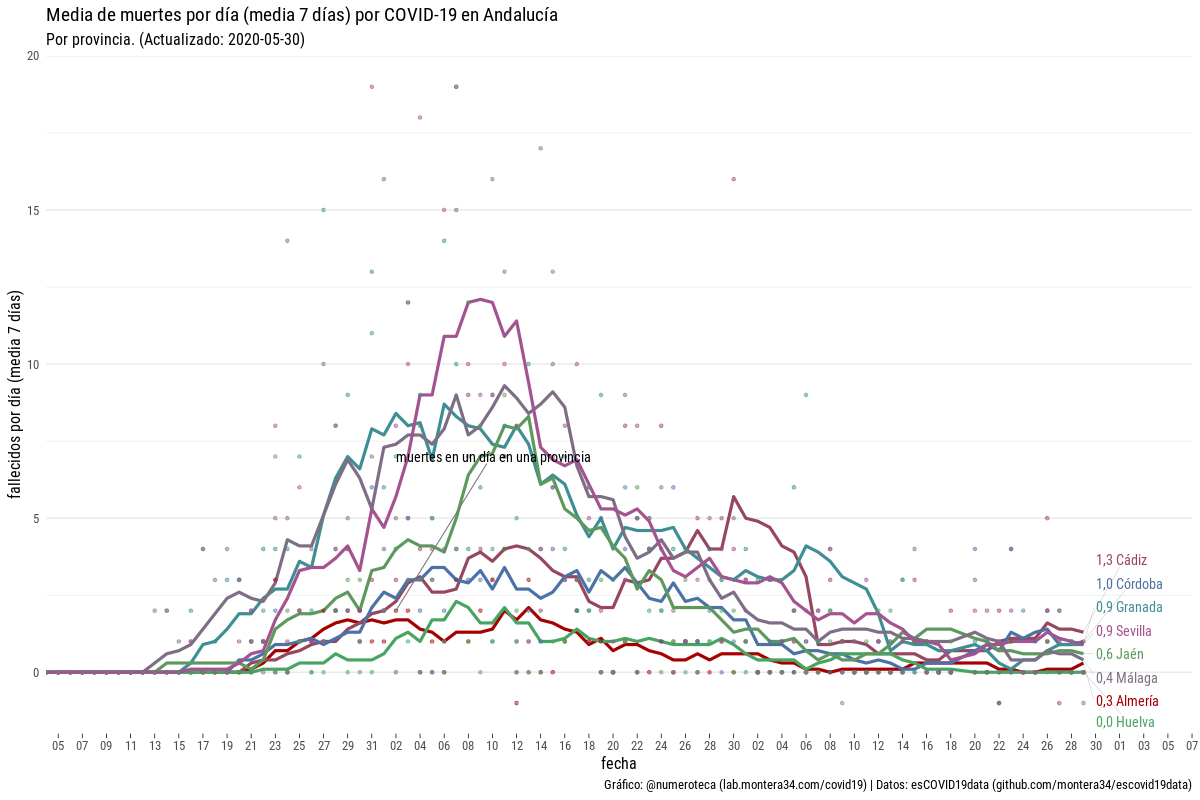 Media de muertes por día (media 7 días) por COVID-19 en Andalucía
Por provincia. (Actualizado: 2020-05-30)
20
15
10
5
0
fallecidos por día (media 7 días)
muertes en un día en una provincia
1,3 Cádiz
1,0 Córdoba
0,9 Granada
0,9 Sevilla
0,6 Jaén
0,4 Málaga
0,3 Almería
0,0 Huelva
05 07 09 11 13 15 17 19 21 23 25 27 29 31 02 04 06 08 10 12 14 16 18 20 22 24 26 28 30 02 04 06 08 10 12 14 16 18 20 22 24 26 28 30 01 03 05 07
fecha
Gráfico: @numeroteca (lab.montera34.com/covid19) | Datos: esCOVID19data (github.com/montera34/escovid19data)